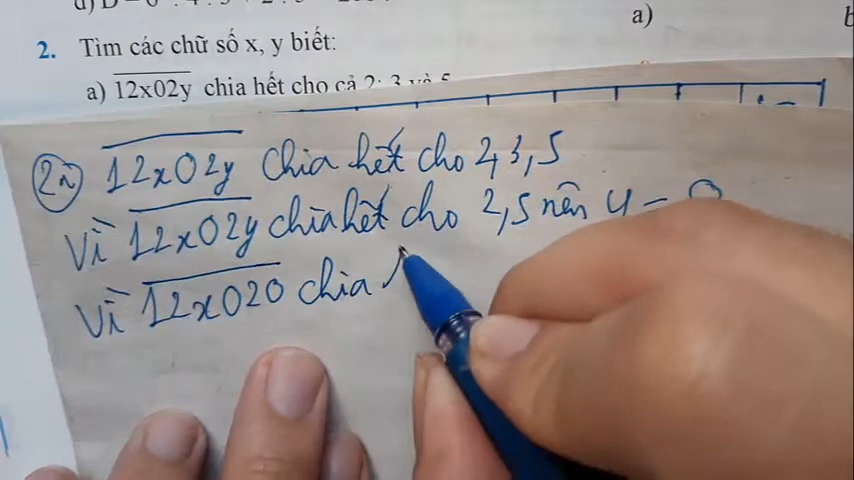 a)
2. Tìm các chữ số x, y biết:
a) 12x02y chia hết cho cả 2; 3 và 5
2a) 12x02y chia hết cho 2,3,5
Vì 12x02y chia hết cho 2,5 nên y = 0
Vì 12x020 chia